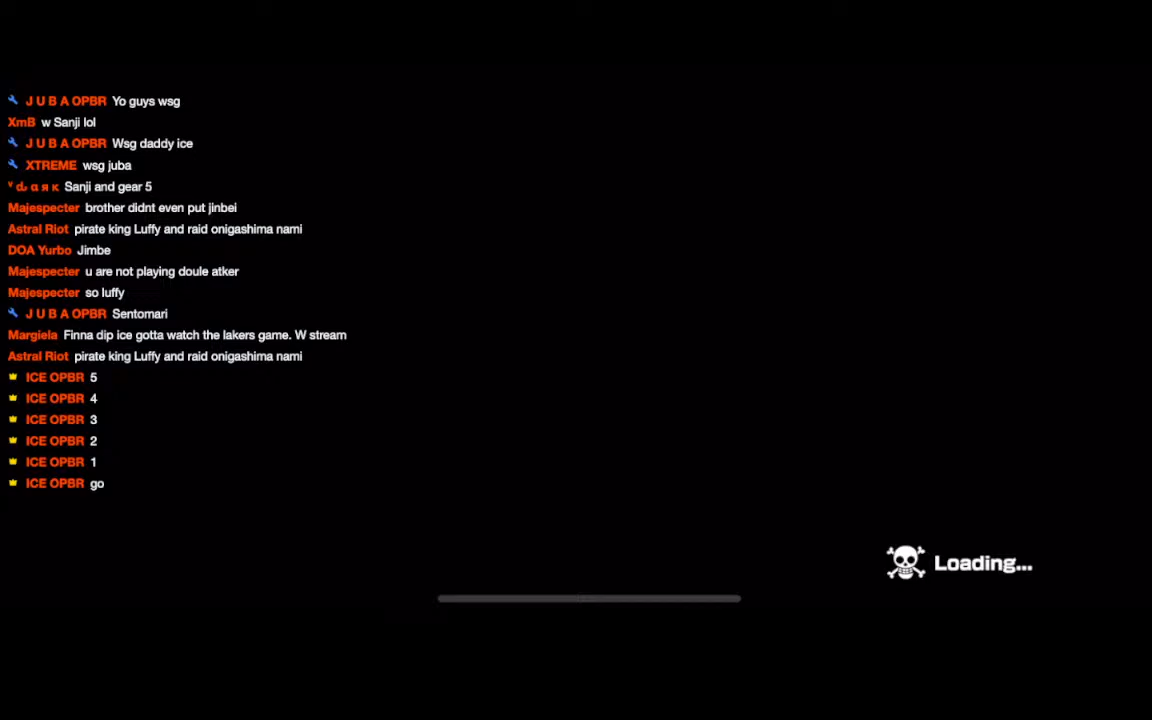 J U B A OPBR Yo guys wsg
XmB w Sanji lol
J U B A OPBR Wsg daddy ice
XTREME wsg juba
ᵛ ԃ α я κ Sanji and gear 5
Majespecter brother didnt even put jinbei
Astral Riot pirate king Luffy and raid onigashima nami
DOA Yurbo Jimbe
Majespecter u are not playing doule atker
Majespecter so luffy
J U B A OPBR Sentomari
Margiela Finna dip ice gotta watch the lakers game. W stream
Astral Riot pirate king Luffy and raid onigashima nami
ICE OPBR 5
ICE OPBR 4
ICE OPBR 3
ICE OPBR 2
ICE OPBR 1
ICE OPBR go
Loading...